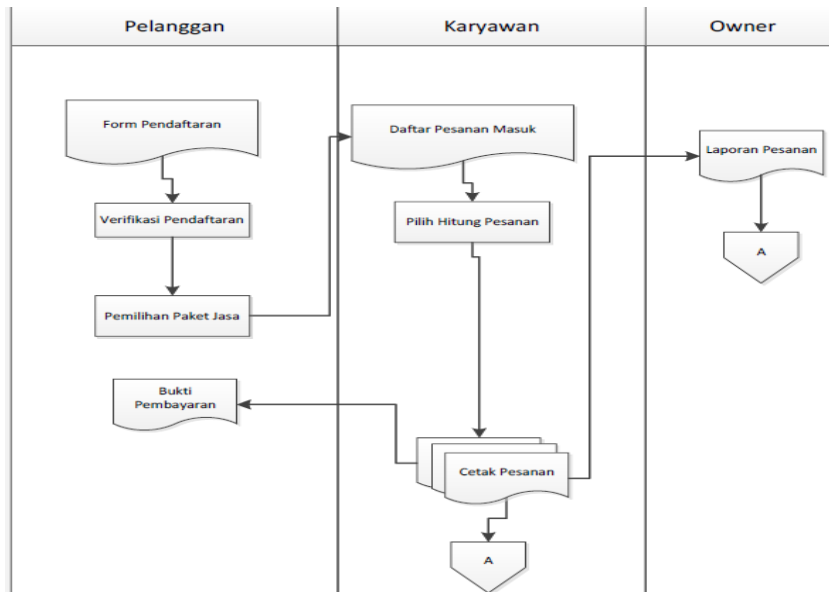 Pelanggan
Karyawan
Owner
Form Pendaftaran
Verifikasi Pendaftaran
Pemilihan Paket Jasa
Bukti
Pembayaran
Daftar Pesanan Masuk
Pilih Hitung Pesanan
Cetak Pesanan
A
Laporan Pesanan
A